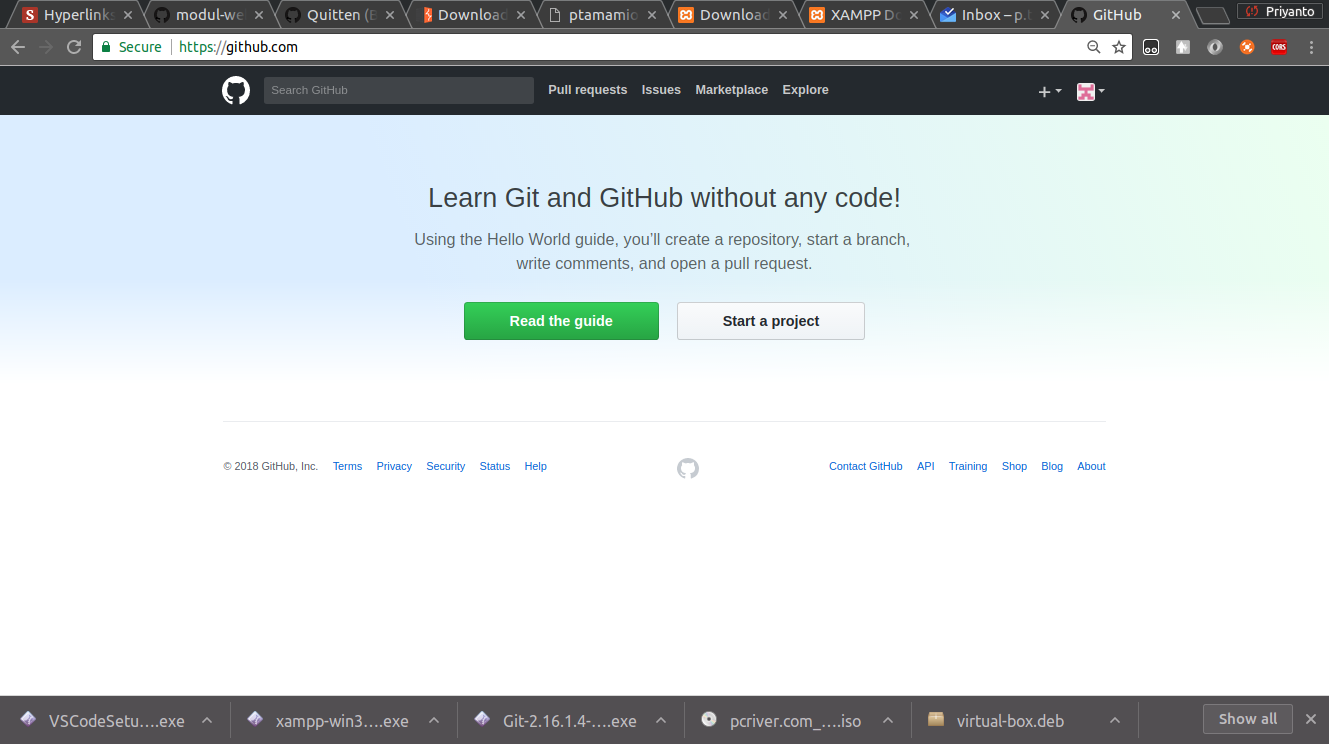 Hyperlinks
modul-we
Quitten (B
Download
ptamamio
Download
XAMPP Do
Inbox – p.t
GitHub
Priyanto
Secure
https://github.com
CORS
Search GitHub
Pull requests
Issues
Marketplace
Explore
Learn Git and GitHub without any code!
Using the Hello World guide, you’ll create a repository, start a branch,
write comments, and open a pull request.
Read the guide
Start a project
© 2018 GitHub, Inc.
Terms
Privacy
Security
Status
Help
Contact GitHub
API
Training
Shop
Blog
About
VSCodeSetu….exe
xampp-win3….exe
Git-2.16.1.4-….exe
pcriver.com_….iso
virtual-box.deb
Show all